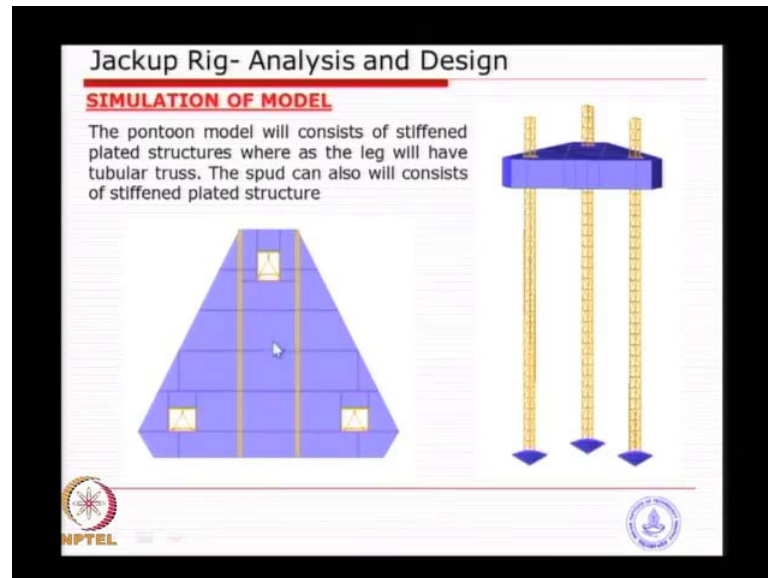 Jackup Rig- Analysis and Design
SIMULATION OF MODEL
The pontoon model will consists of stiffened
plated structures where as the leg will have
tubular truss. The spud can also will consists
of stiffened plated structure
NPTEL